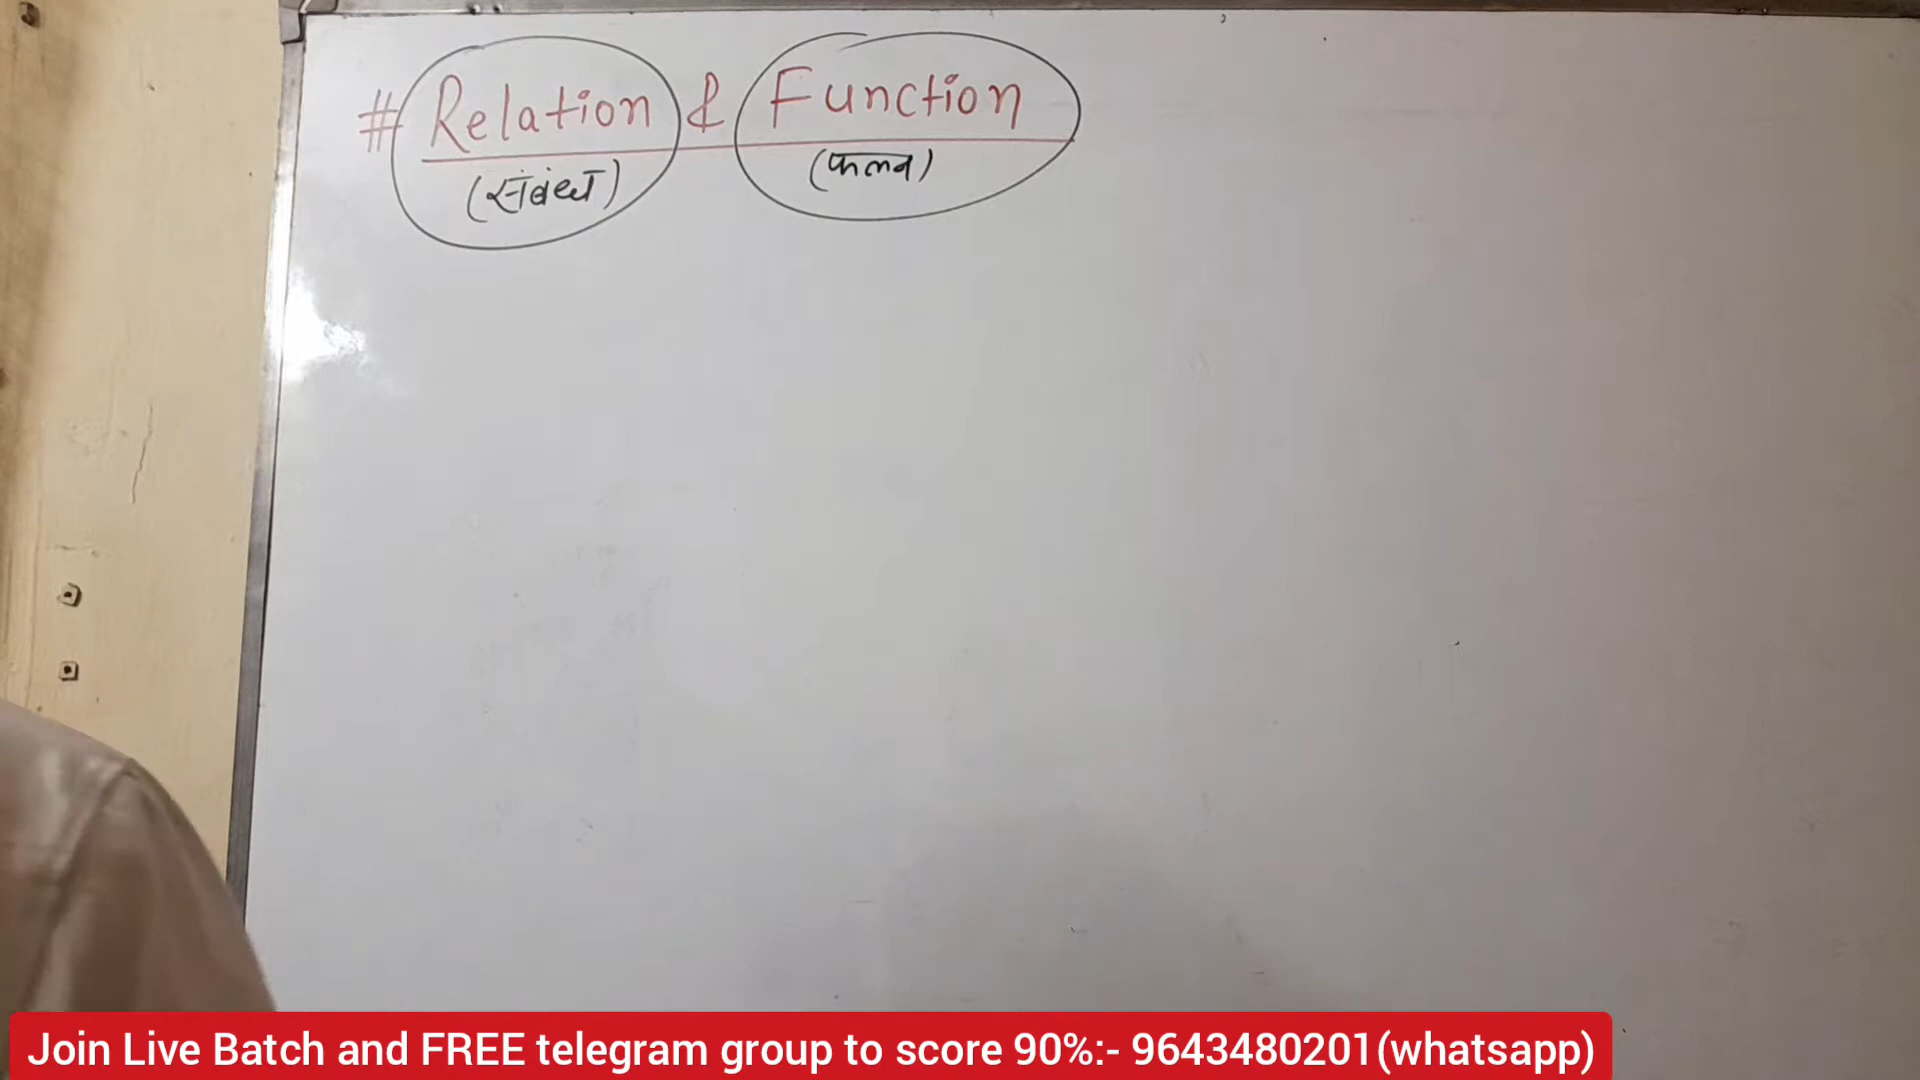 # Relation & Function
(संबंध) (फलन)
Join Live Batch and FREE telegram group to score 90%:- 9643480201(whatsapp)